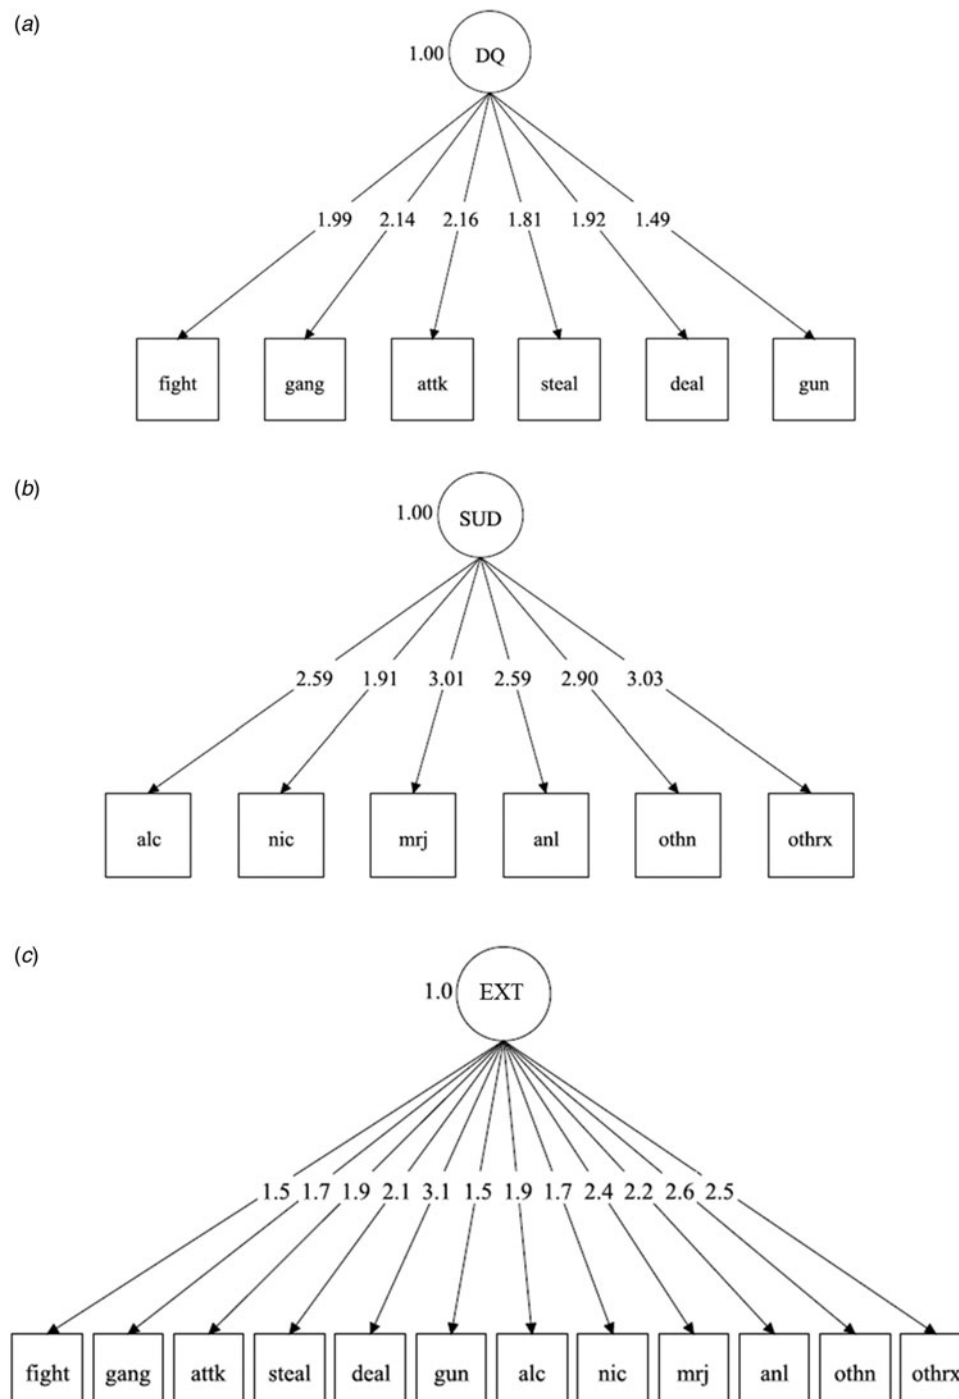 (a)
1.00 DQ
1.99 2.14 2.16 1.81 1.92 1.49
fight gang attk steal deal gun
(b)
1.00 SUD
2.59 1.91 3.01 2.59 2.90 3.03
alc nic mrj anl othn othrx
(c)
1.0 EXT
1.5 1.7 1.9 2.1 3.1 1.5 1.9 1.7 2.4 2.2 2.6 2.5
fight gang attk steal deal gun alc nic mrj anl othn othrx